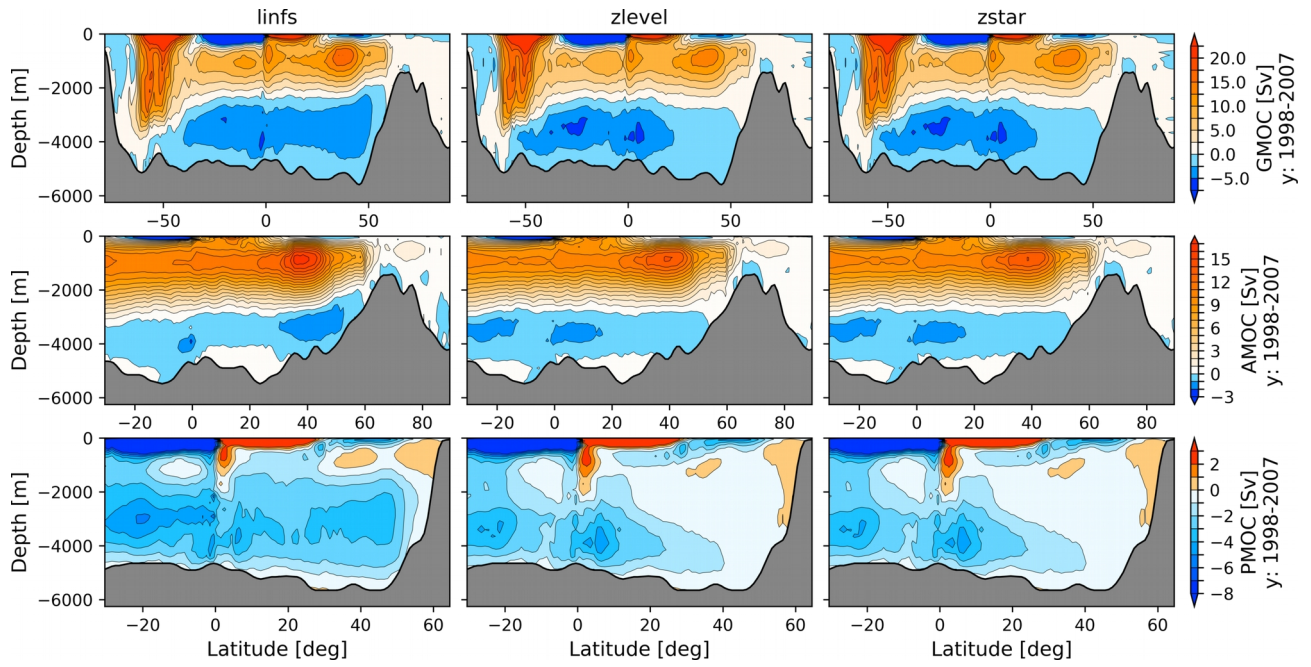 linfs zlevel zstar
0
−2000
−4000
−6000
Depth [m]
−50 0 50
−50 0 50
−50 0 50
20.0
15.0
10.0
5.0
0.0
−5.0
GMOC [Sv]
y: 1998-2007
0
−2000
−4000
−6000
Depth [m]
−20 0 20 40 60 80
−20 0 20 40 60 80
−20 0 20 40 60 80
15
12
9
6
3
0
−3
AMOC [Sv]
y: 1998-2007
0
−2000
−4000
−6000
Depth [m]
−20 0 20 40 60
−20 0 20 40 60
−20 0 20 40 60
Latitude [deg] Latitude [deg] Latitude [deg]
2
0
−2
−4
−6
−8
PMOC [Sv]
y: 1998-2007